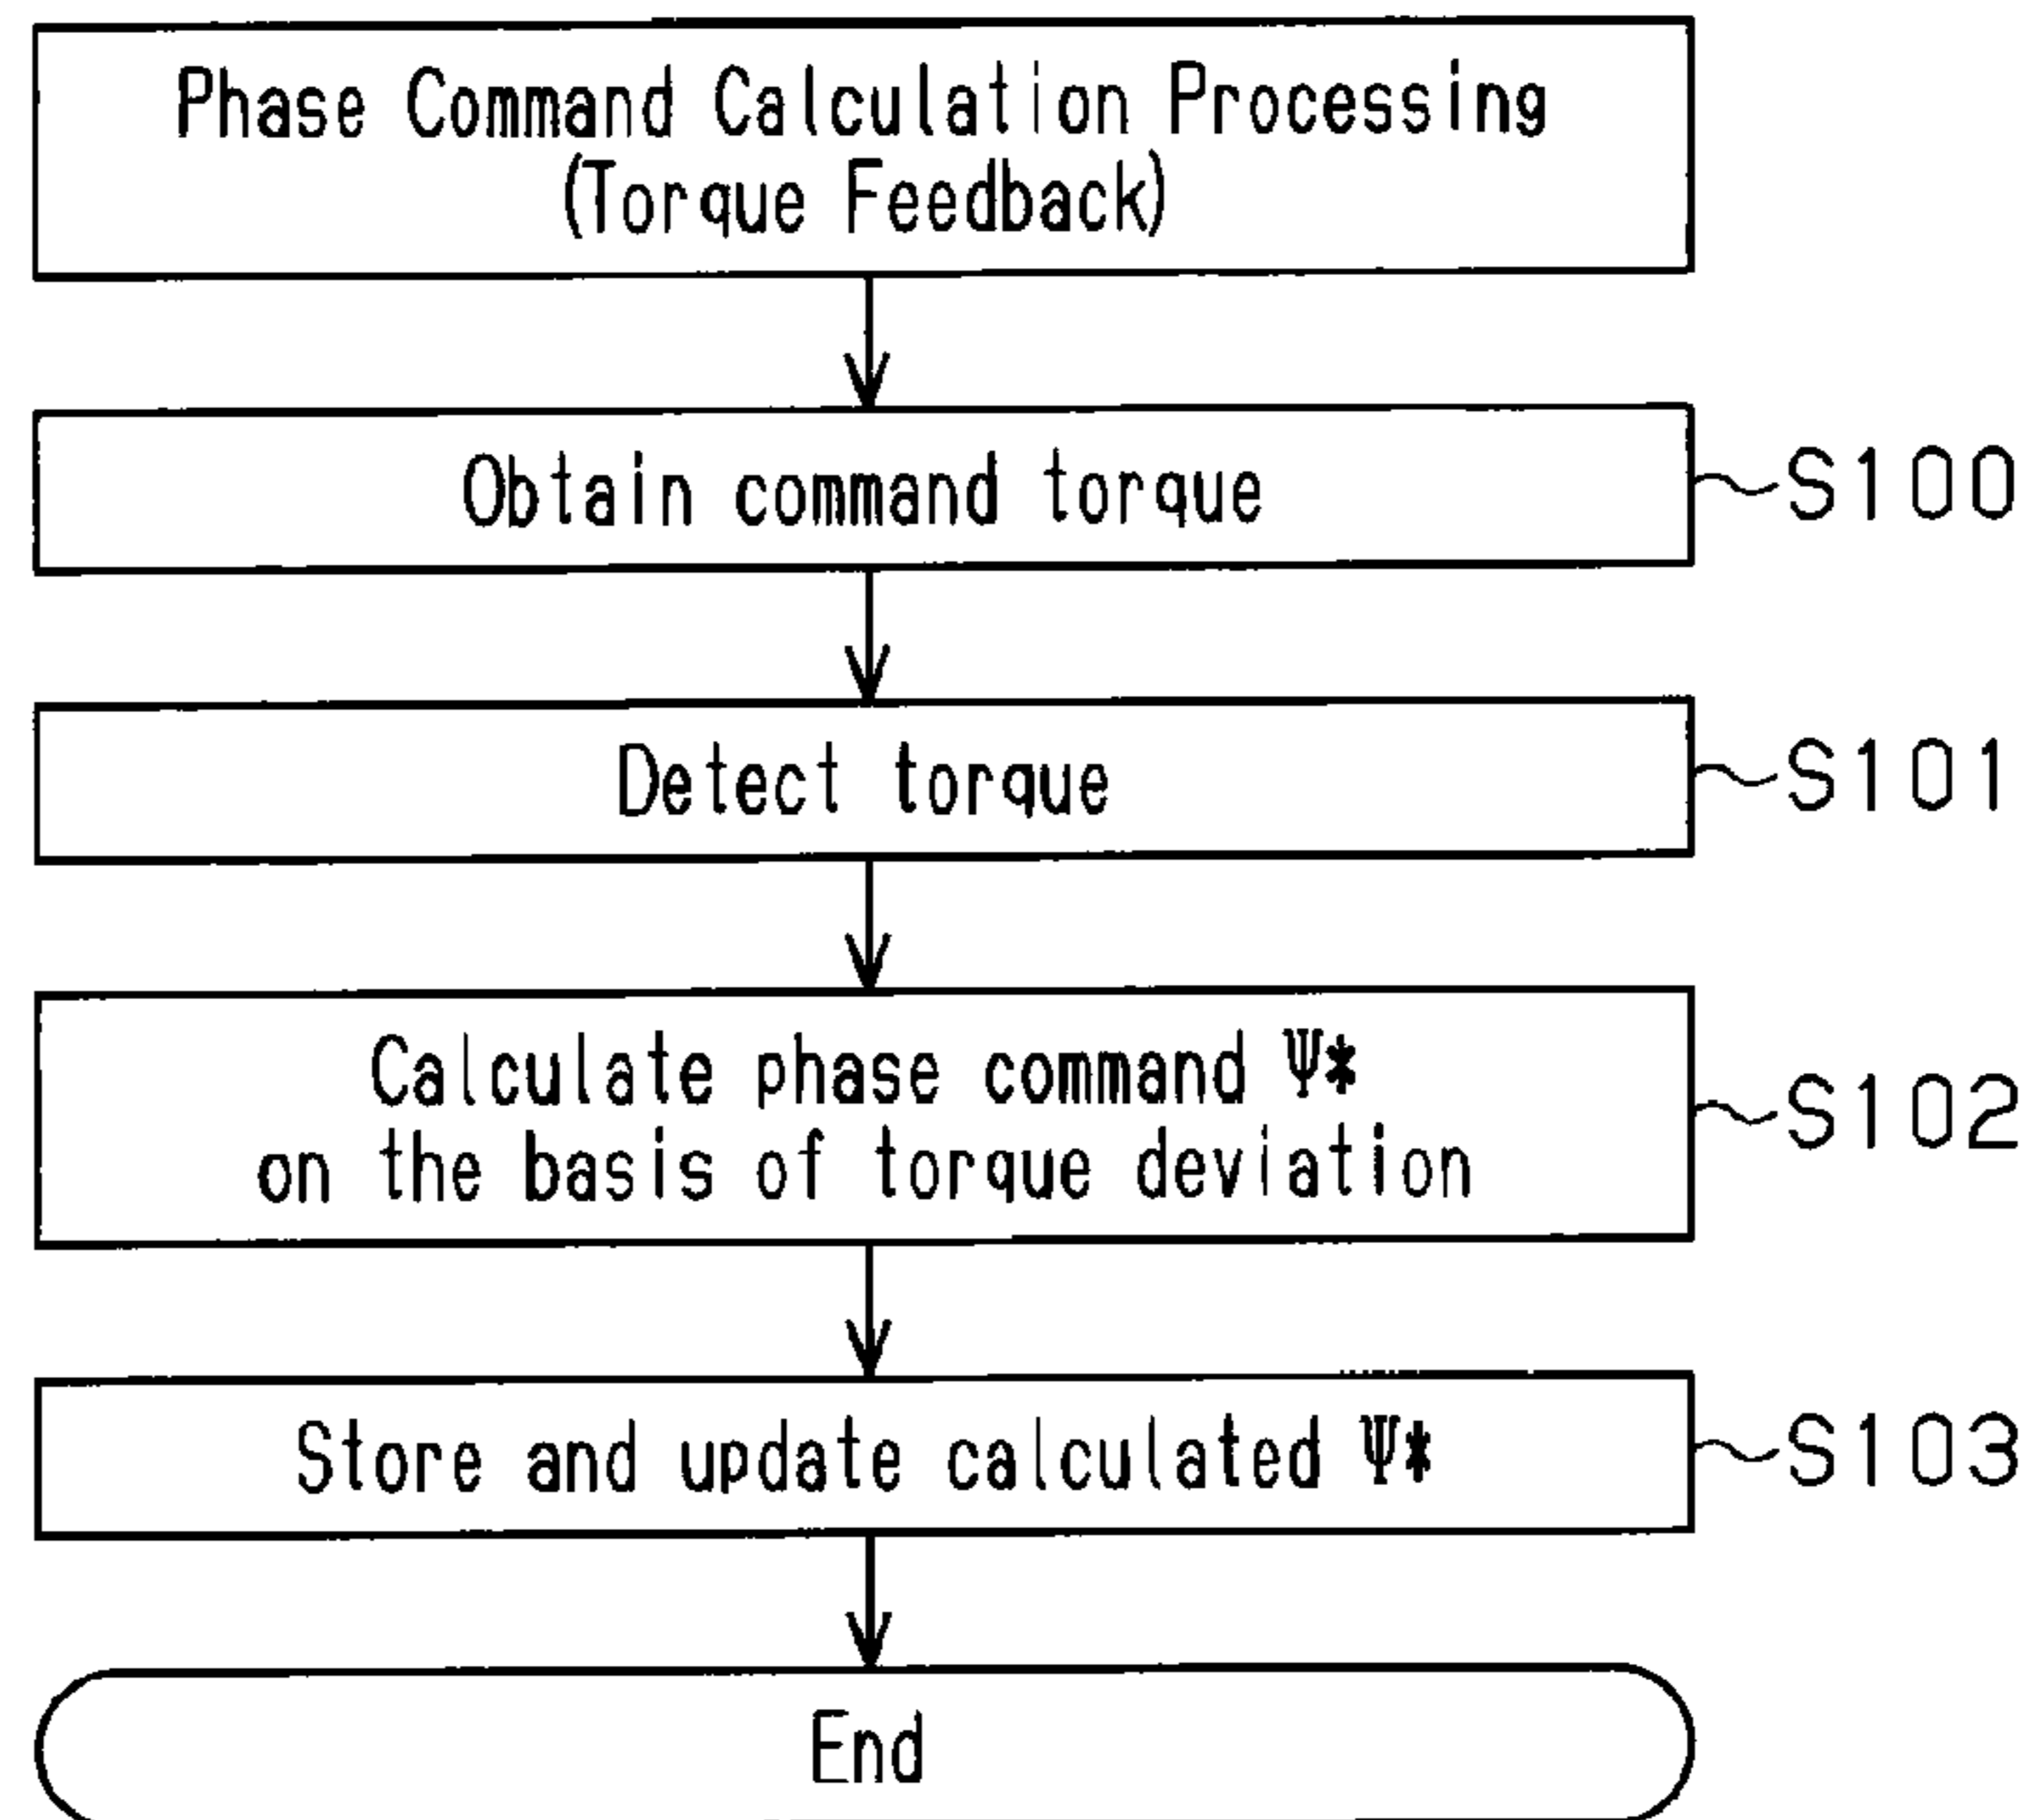 Phase Command Calculation Processing
(Torque Feedback)
Obtain command torque
S100
Detect torque
S101
Calculate phase command Ψ*
on the basis of torque deviation
S102
Store and update calculated Ψ*
S103
End